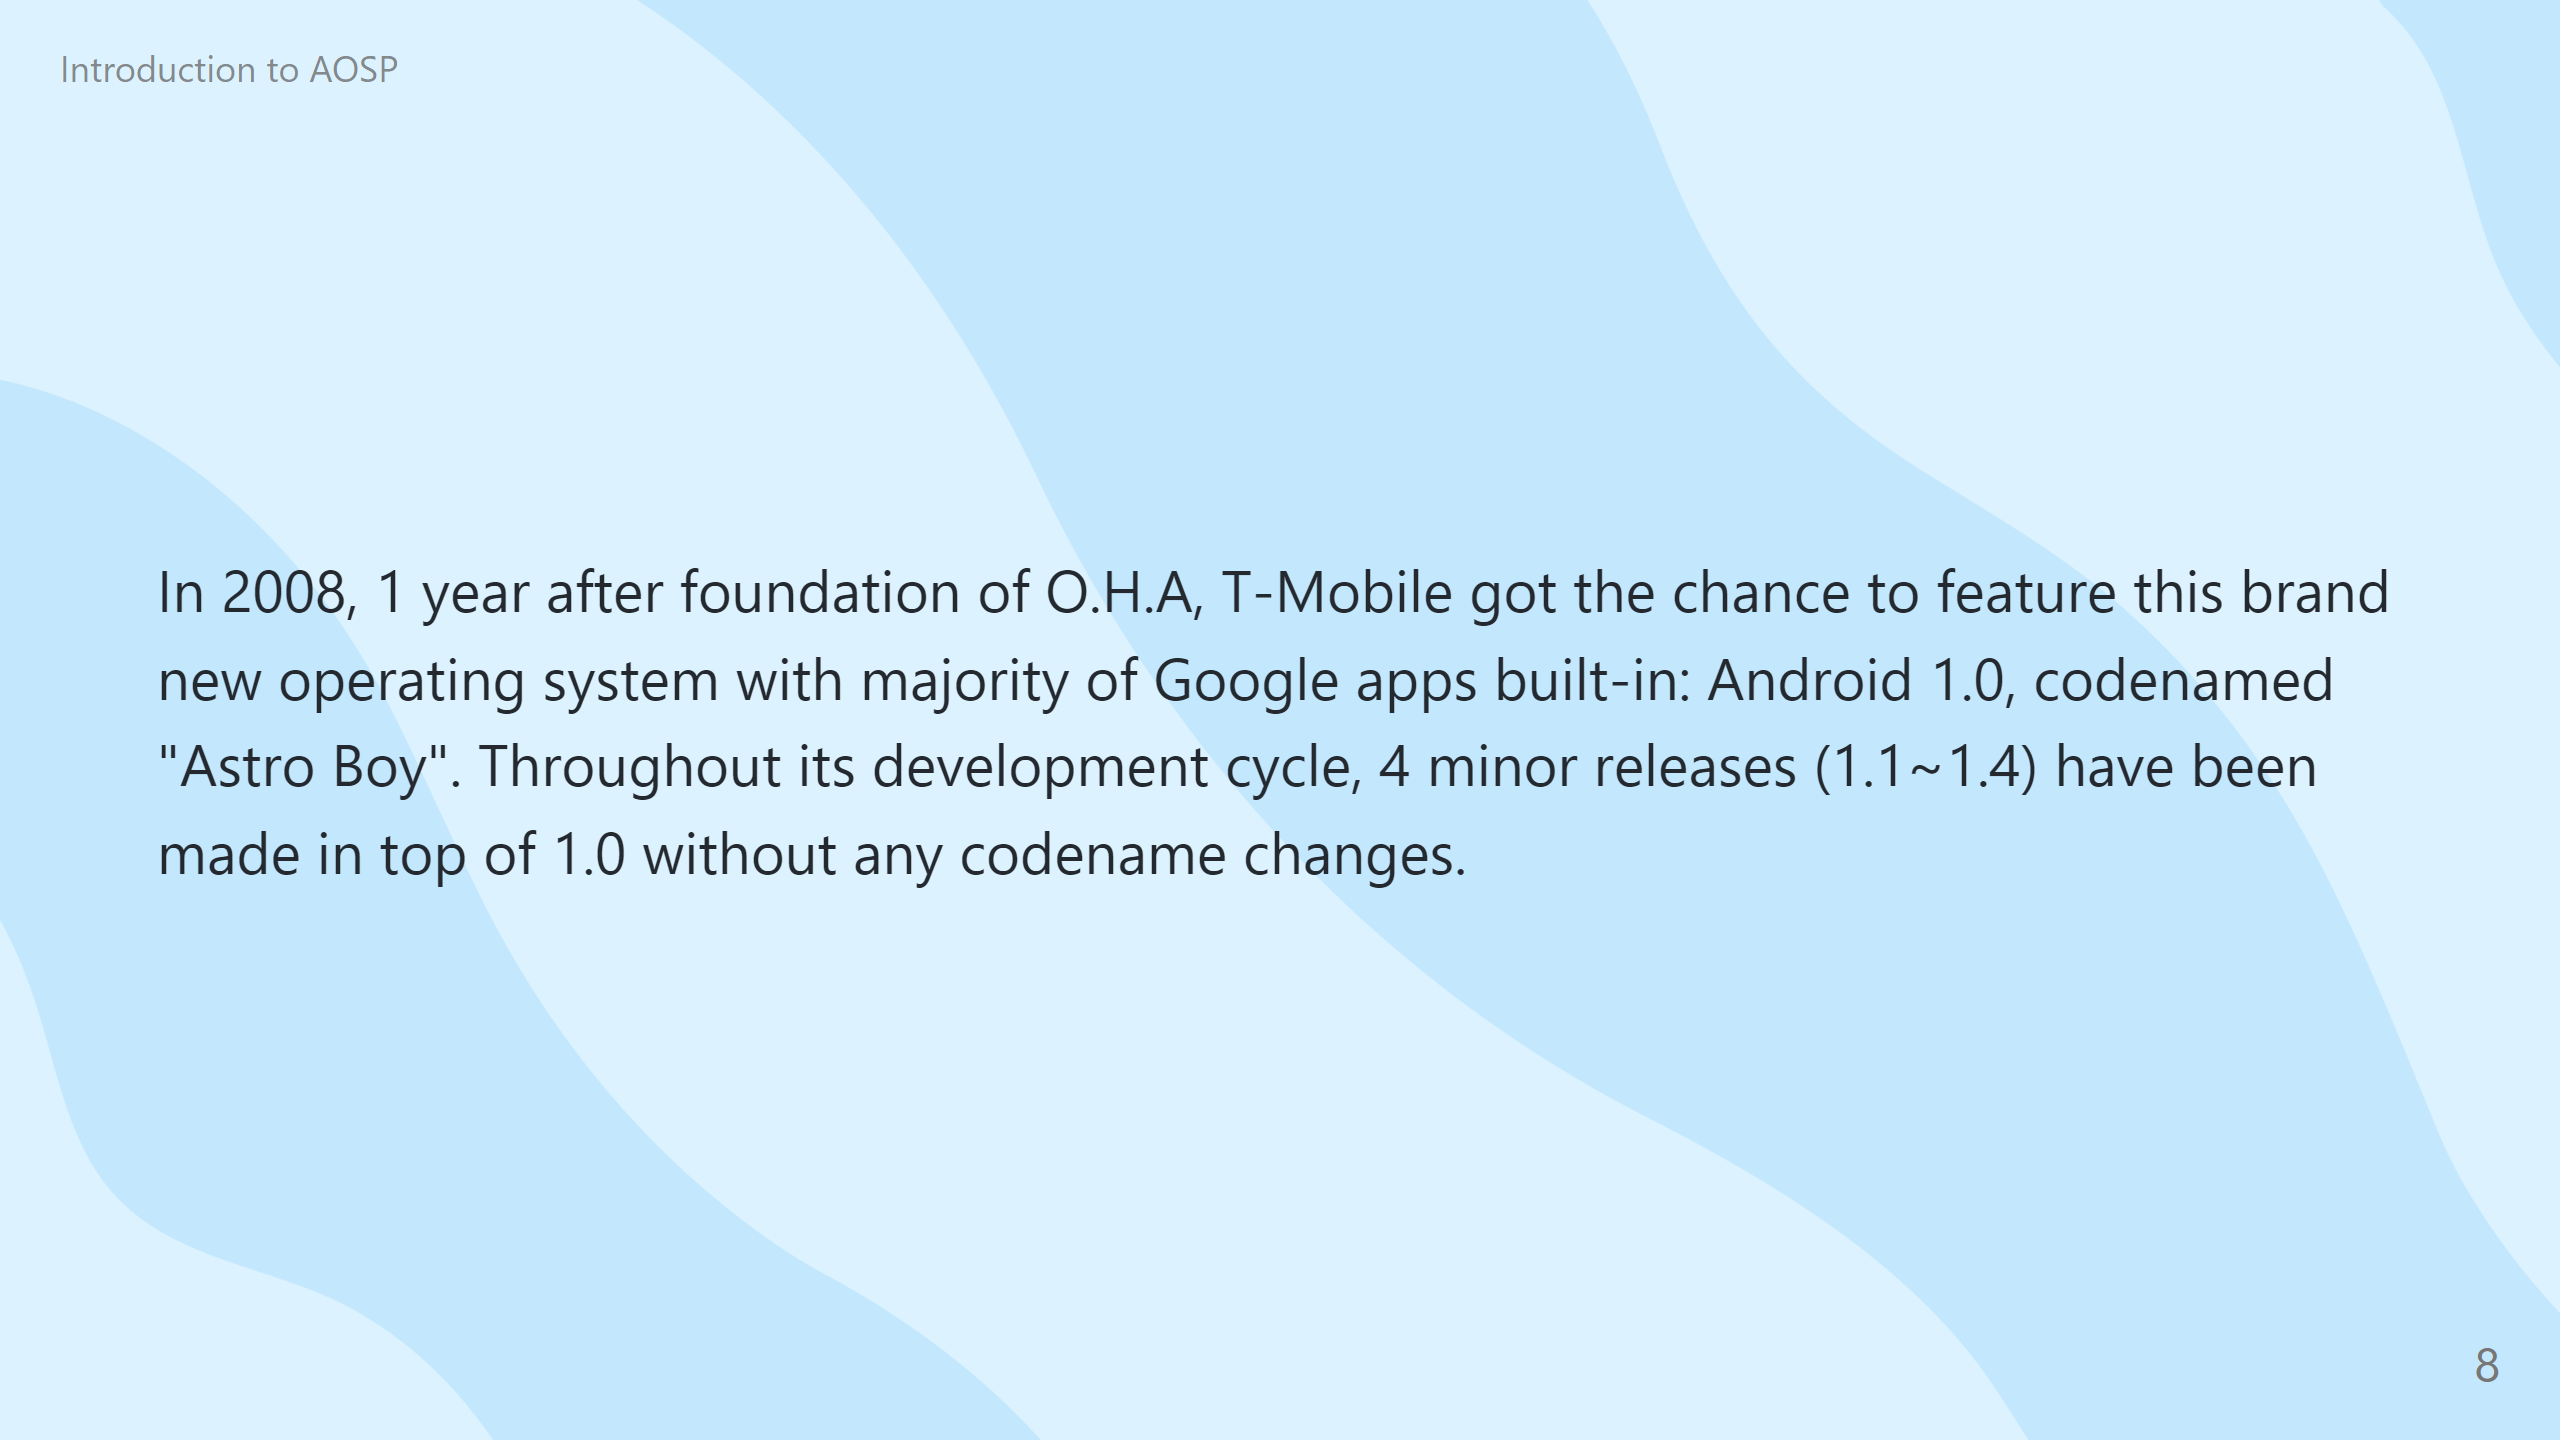 Introduction to AOSP
In 2008, 1 year after foundation of O.H.A, T-Mobile got the chance to feature this brand
new operating system with majority of Google apps built-in: Android 1.0, codenamed
"Astro Boy". Throughout its development cycle, 4 minor releases (1.1~1.4) have been
made in top of 1.0 without any codename changes.
8